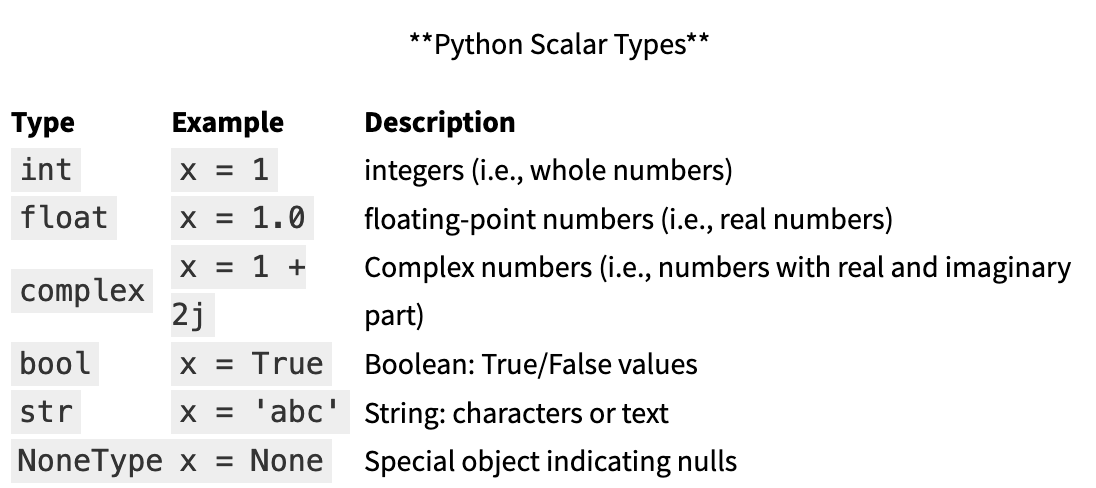 **Python Scalar Types**
Type Example Description
int x = 1 integers (i.e., whole numbers)
float x = 1.0 floating-point numbers (i.e., real numbers)
complex x = 1 + 2j Complex numbers (i.e., numbers with real and imaginary part)
bool x = True Boolean: True/False values
str x = 'abc' String: characters or text
NoneType x = None Special object indicating nulls